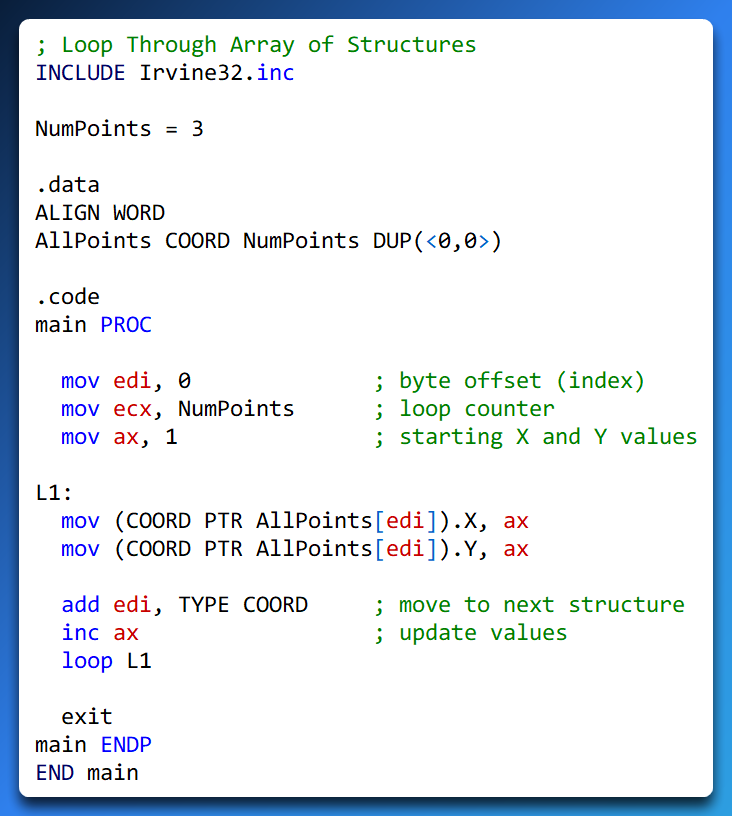 ; Loop Through Array of Structures
INCLUDE Irvine32.inc

NumPoints = 3

.data
ALIGN WORD
AllPoints COORD NumPoints DUP(<0,0>)

.code
main PROC

  mov edi, 0              ; byte offset (index)
  mov ecx, NumPoints      ; loop counter
  mov ax, 1               ; starting X and Y values

L1:
  mov (COORD PTR AllPoints[edi]).X, ax
  mov (COORD PTR AllPoints[edi]).Y, ax

  add edi, TYPE COORD     ; move to next structure
  inc ax                  ; update values
  loop L1

  exit
main ENDP
END main